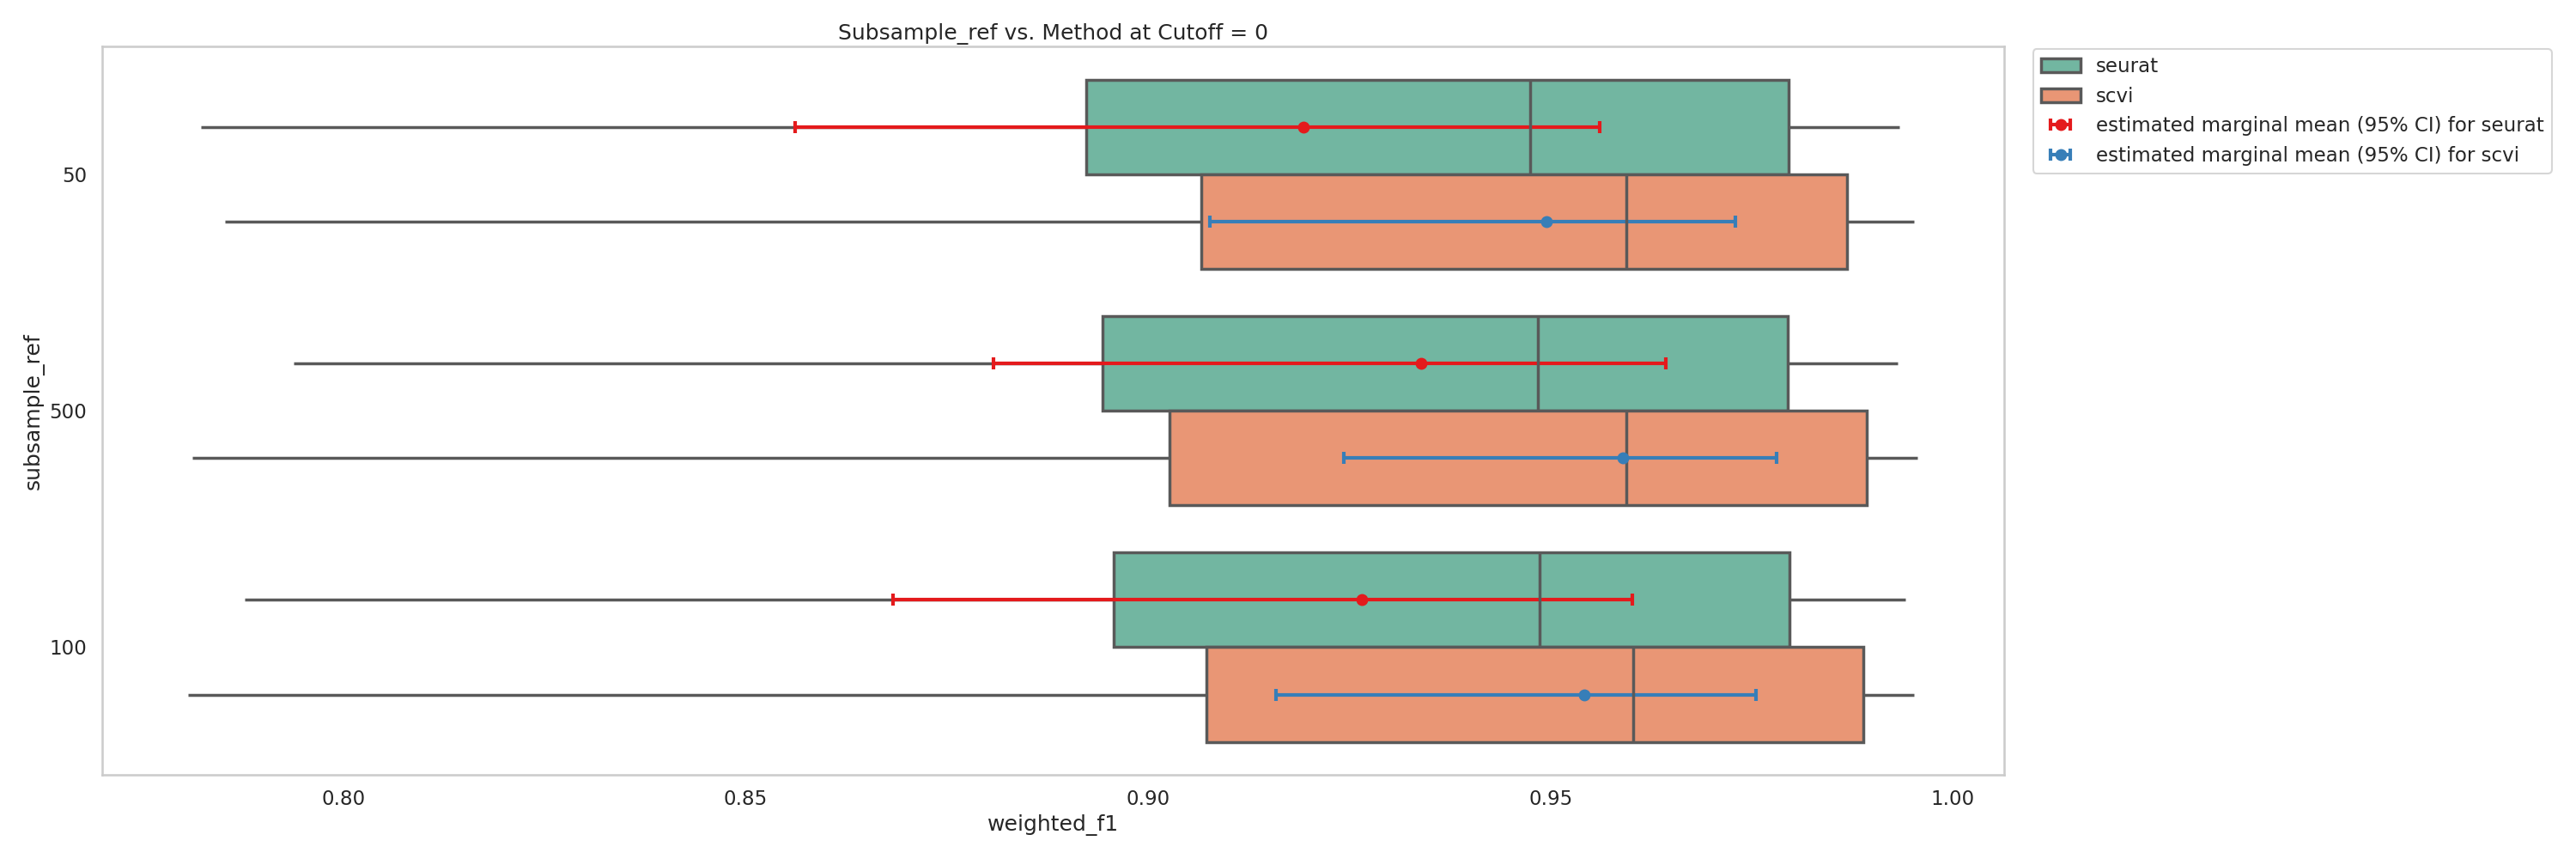 Subsample_ref vs. Method at Cutoff = 0
seurat
scvi
estimated marginal mean (95% CI) for seurat
estimated marginal mean (95% CI) for scvi
subsample_ref
50
500
100
0.80 0.85 0.90 0.95 1.00
weighted_f1